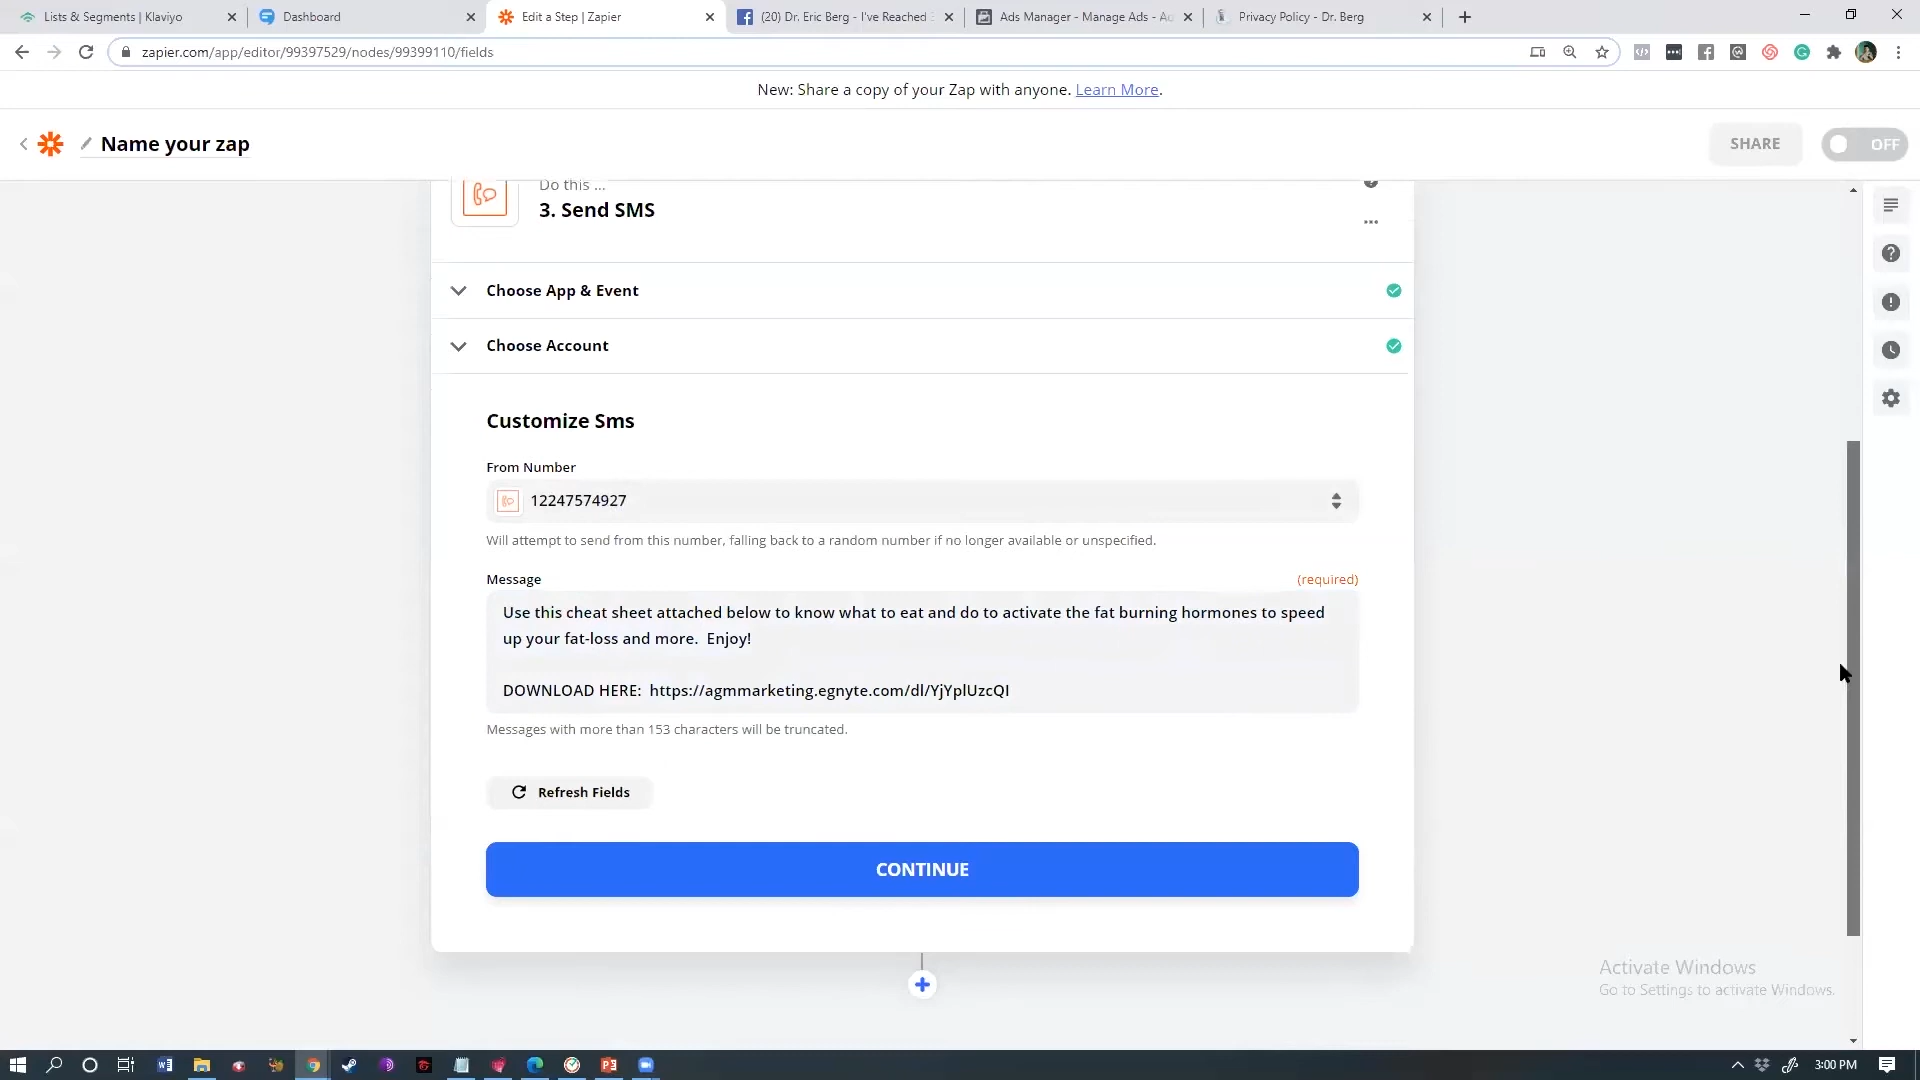 Lists & Segments | Klaviyo
Dashboard
Edit a Step | Zapier
(20) Dr. Eric Berg - I've Reached
Ads Manager - Manage Ads - Ac
Privacy Policy - Dr. Berg
zapier.com/app/editor/99397529/nodes/99399110/fields
New: Share a copy of your Zap with anyone. Learn More.
Name your zap
SHARE
OFF
Do this ...
3. Send SMS
Choose App & Event
Choose Account
Customize Sms
From Number
12247574927
Will attempt to send from this number, falling back to a random number if no longer available or unspecified.
Message
(required)
Use this cheat sheet attached below to know what to eat and do to activate the fat burning hormones to speed
up your fat-loss and more.  Enjoy!
DOWNLOAD HERE:  https://agmmarketing.egnyte.com/dl/YjYplUzcQI
Messages with more than 153 characters will be truncated.
Refresh Fields
CONTINUE
Activate Windows
Go to Settings to activate Windows.
3:00 PM